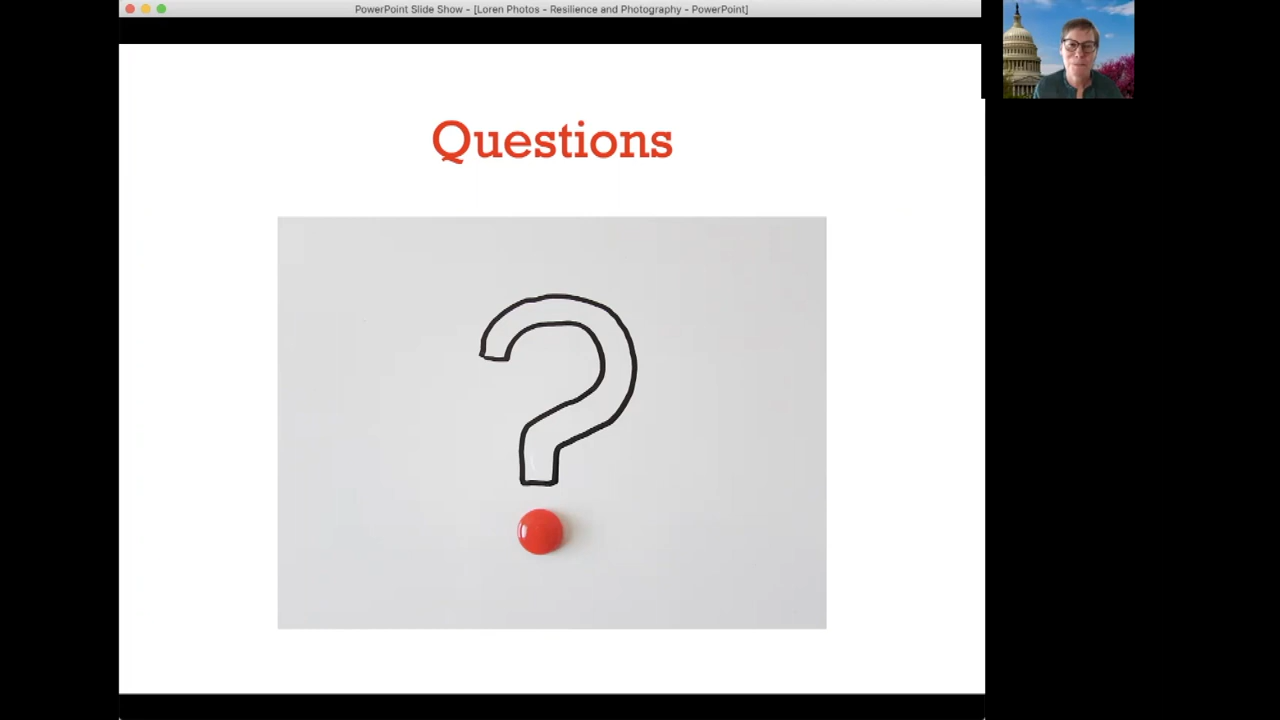 PowerPoint Slide Show - [Loren Photos - Resilience and Photography - PowerPoint]
Questions
?